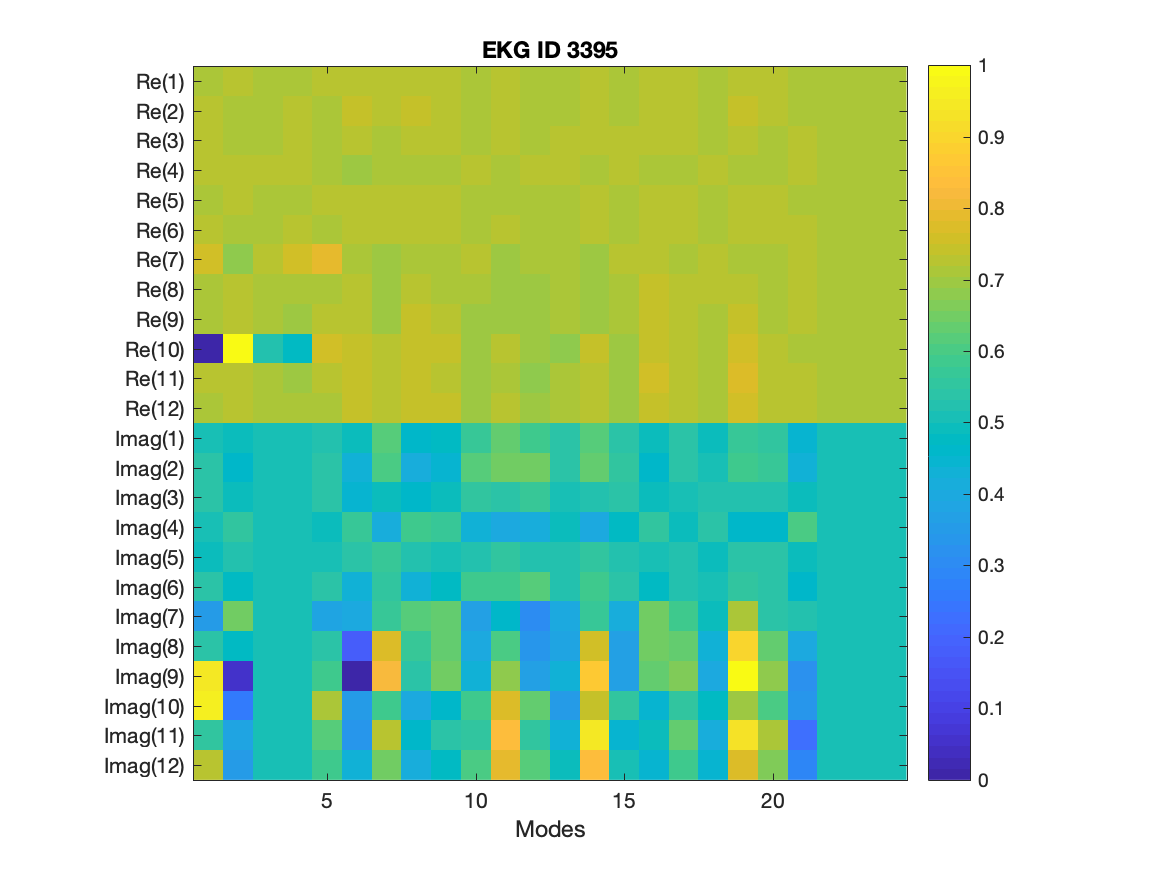 EKG ID 3395
Re(1)
Re(2)
Re(3)
Re(4)
Re(5)
Re(6)
Re(7)
Re(8)
Re(9)
Re(10)
Re(11)
Re(12)
Imag(1)
Imag(2)
Imag(3)
Imag(4)
Imag(5)
Imag(6)
Imag(7)
Imag(8)
Imag(9)
Imag(10)
Imag(11)
Imag(12)
5 10 15 20
Modes
1
0.9
0.8
0.7
0.6
0.5
0.4
0.3
0.2
0.1
0